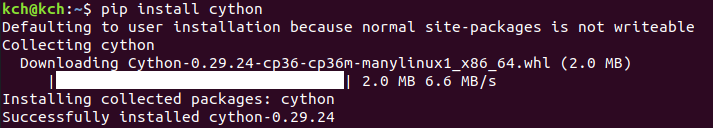 kch@kch:~$ pip install cython
Defaulting to user installation because normal site-packages is not writeable
Collecting cython
  Downloading Cython-0.29.24-cp36-cp36m-manylinux1_x86_64.whl (2.0 MB)
     |████████████████████████████████| 2.0 MB 6.6 MB/s
Installing collected packages: cython
Successfully installed cython-0.29.24